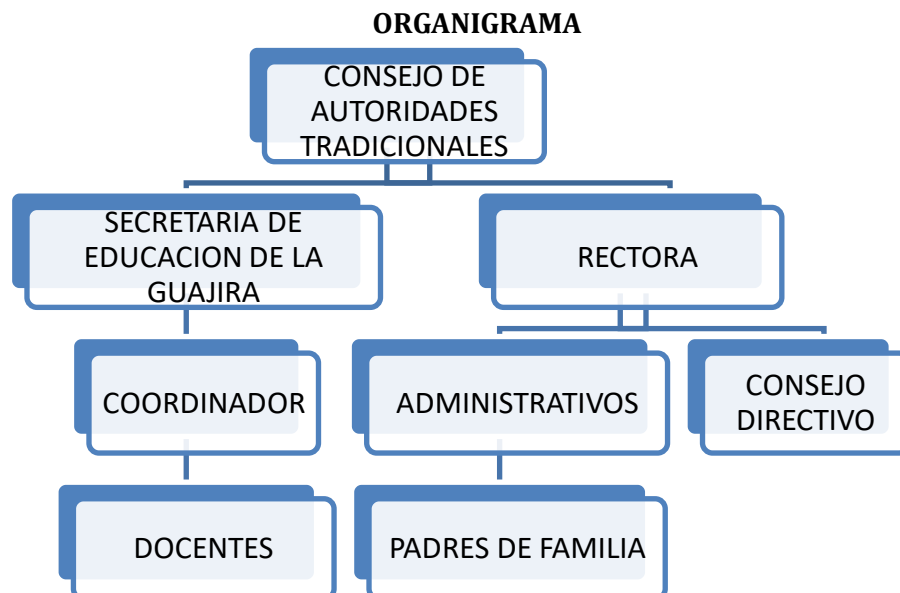 ORGANIGRAMA
CONSEJO DE
AUTORIDADES
TRADICIONALES
SECRETARIA DE
EDUCACION DE LA
GUAJIRA
RECTORA
COORDINADOR
ADMINISTRATIVOS
CONSEJO
DIRECTIVO
DOCENTES
PADRES DE FAMILIA